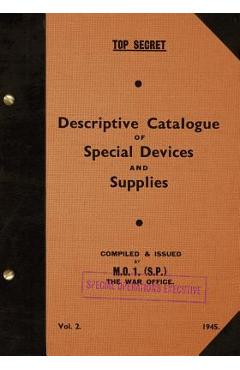 TOP SECRET
Descriptive Catalogue
OF
Special Devices
AND
Supplies
COMPILED & ISSUED
BY
M.O. 1. (S.P.)
THE WAR OFFICE.
SPECIAL OPERATIONS EXECUTIVE
Vol. 2.
1945.